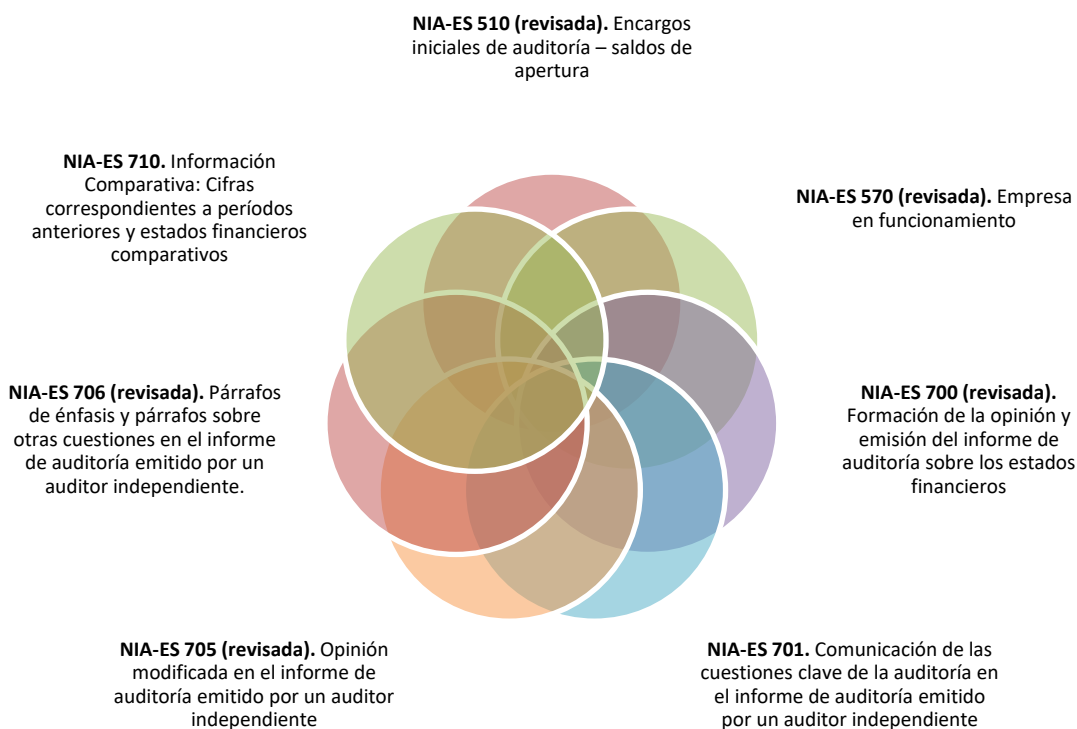 NIA-ES 510 (revisada). Encargos
iniciales de auditoría – saldos de
apertura
NIA-ES 710. Información
Comparativa: Cifras
correspondientes a períodos
anteriores y estados financieros
comparativos
NIA-ES 570 (revisada). Empresa
en funcionamiento
NIA-ES 706 (revisada). Párrafos
de énfasis y párrafos sobre
otras cuestiones en el informe
de auditoría emitido por un
auditor independiente.
NIA-ES 700 (revisada).
Formación de la opinión y
emisión del informe de
auditoría sobre los estados
financieros
NIA-ES 705 (revisada). Opinión
modificada en el informe de
auditoría emitido por un auditor
independiente
NIA-ES 701. Comunicación de las
cuestiones clave de la auditoría en
el informe de auditoría emitido
por un auditor independiente